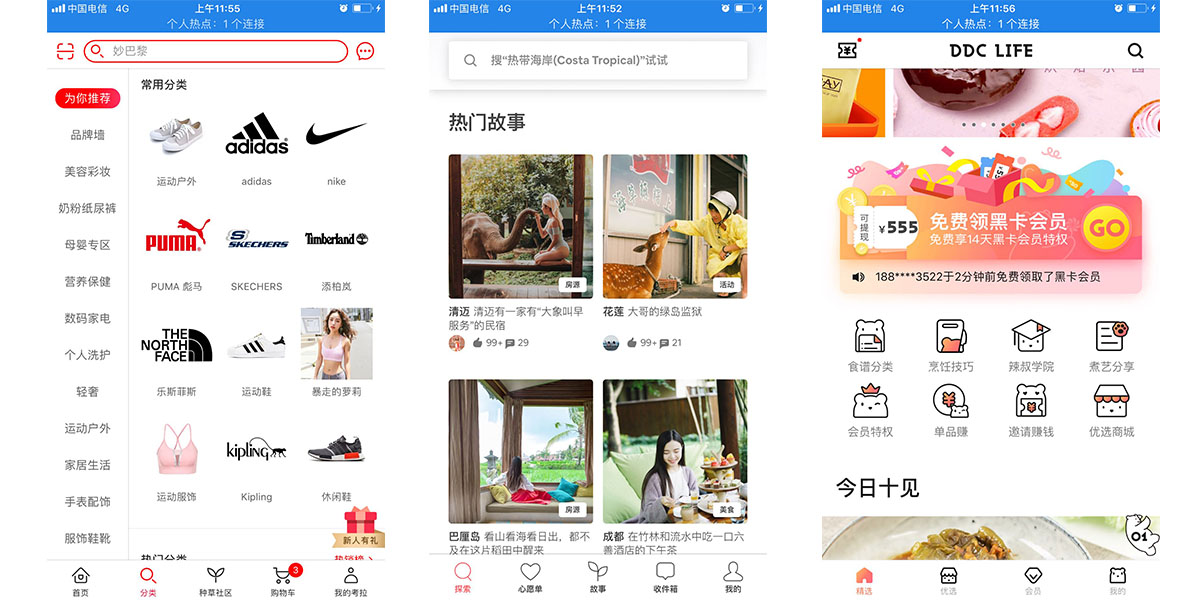 中国电信 4G 上午11:55
个人热点：1 个连接
妙巴黎
为你推荐
品牌墙
美容彩妆
奶粉纸尿裤
母婴专区
营养保健
数码家电
个人洗护
轻奢
运动户外
家居生活
手表配饰
服饰鞋靴
常用分类
adidas
运动户外
adidas
nike
PUMA
SKECHERS
Timberland
PUMA 彪马
SKECHERS
添柏岚
THE
NORTH
FACE
乐斯菲斯
运动鞋
暴走的萝莉
kipling
运动服饰
Kipling
休闲鞋
新人有礼
热门分类
热销榜
首页
分类
种草社区
3
购物车
我的考拉
中国电信 4G 上午11:52
个人热点：1 个连接
搜“热带海岸(Costa Tropical)”试试
热门故事
房源
活动
清迈 清迈有一家有“大象叫早
服务”的民宿
99+ 29
花莲 大哥的绿岛监狱
99+ 21
房源
美食
巴厘岛 看山看海看日出，都不
及在这片稻田中醒来
成都 在竹林和流水中吃一口六
善酒店的下午茶
探索
心愿单
故事
收件箱
我的
中国电信 4G 上午11:56
个人热点：1 个连接
DDC LIFE
可提现
¥555
免费领黑卡会员
免费享14天黑卡会员特权
GO
188****3522于2分钟前免费领取了黑卡会员
食谱分类
烹饪技巧
辣叔学院
煮艺分享
会员特权
单品赚
邀请赚钱
优选商城
今日十见
01
精选
优选
会员
我的